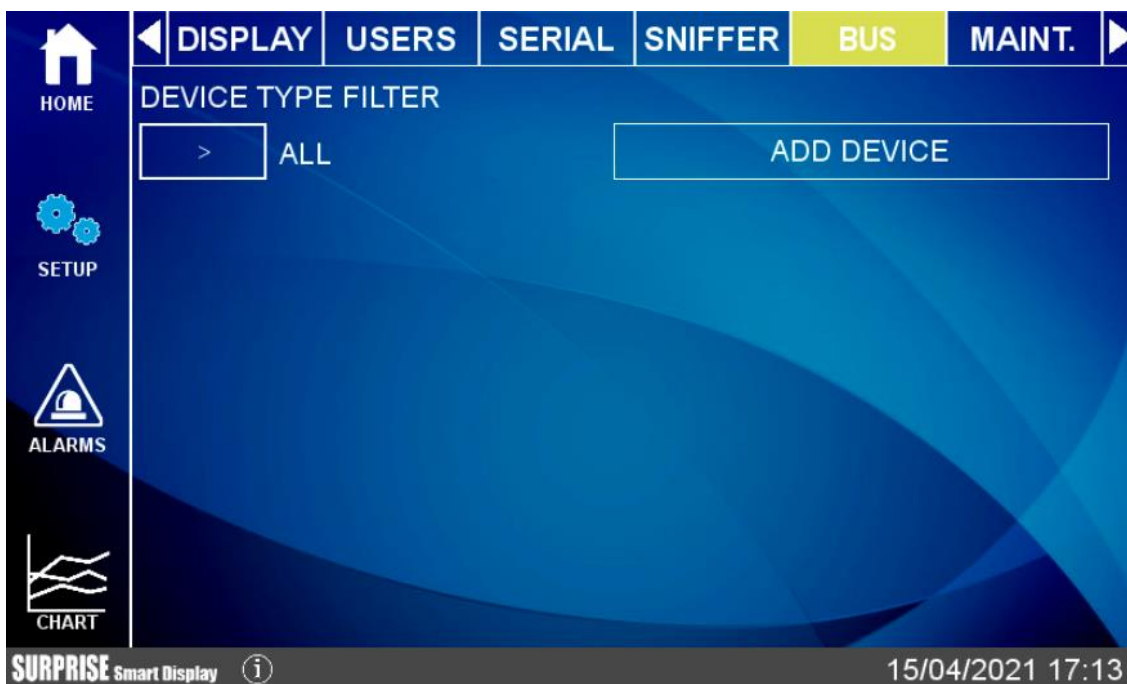 DISPLAY USERS SERIAL SNIFFER BUS MAINT.
HOME
DEVICE TYPE FILTER
> ALL ADD DEVICE
SETUP
ALARMS
CHART
SURPRISE Smart Display i 15/04/2021 17:13